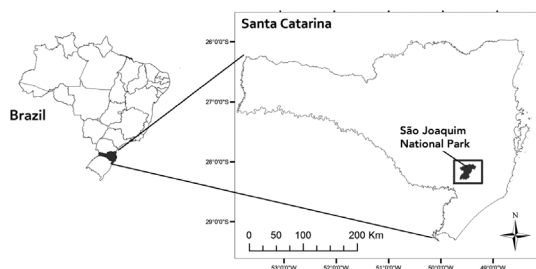 Brazil
Santa Catarina
26°0'0"S
27°0'0"S
28°0'0"S
29°0'0"S
São Joaquim
National Park
N
0 50 100 200 Km
53°0'0"W
52°0'0"W
51°0'0"W
50°0'0"W
49°0'0"W